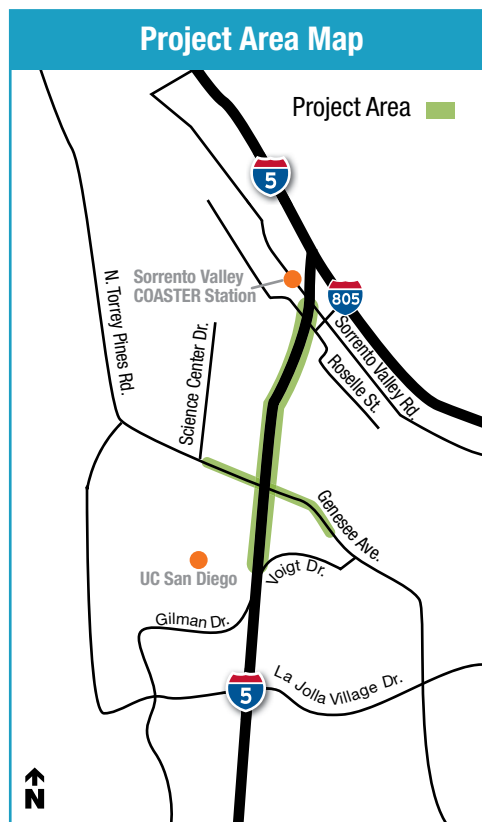 Project Area Map
Project Area
5
Sorrento Valley
COASTER Station
805
N. Torrey Pines Rd.
Sorrento Valley Rd.
Roselle St.
Science Center Dr.
Genesee Ave.
UC San Diego
Voigt Dr.
Gilman Dr.
La Jolla Village Dr.
5
N